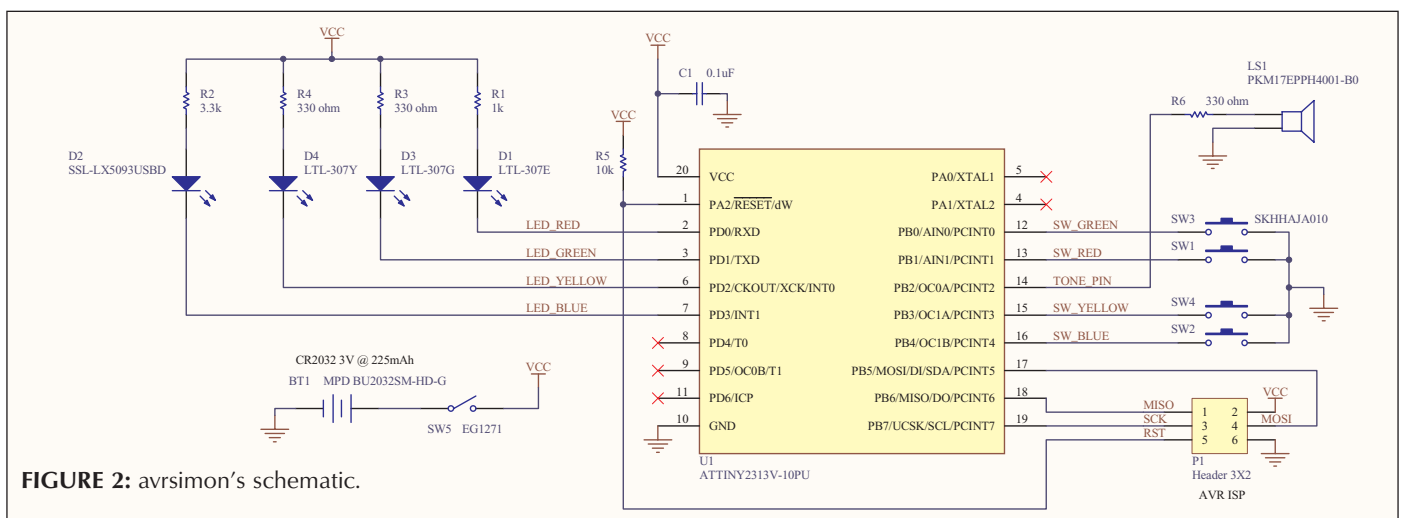 VCC
R2
3.3k
R4
330 ohm
R3
330 ohm
R1
1k
D2
SSL-LX5093USBD
D4
LTL-307Y
D3
LTL-307G
D1
LTL-307E
LED_RED
LED_GREEN
LED_YELLOW
LED_BLUE
CR2032 3V @ 225mAh
BT1 MPD BU2032SM-HD-G
VCC
SW5 EG1271
VCC
C1 0.1uF
VCC
R5
10k
20 VCC
1 PA2/RESET/dW
2 PD0/RXD
3 PD1/TXD
6 PD2/CKOUT/XCK/INT0
7 PD3/INT1
8 PD4/T0
9 PD5/OC0B/T1
11 PD6/ICP
10 GND
PA0/XTAL1 5
PA1/XTAL2 4
PB0/AIN0/PCINT0 12
PB1/AIN1/PCINT1 13
PB2/OC0A/PCINT2 14
PB3/OC1A/PCINT3 15
PB4/OC1B/PCINT4 16
PB5/MOSI/DI/SDA/PCINT5 17
PB6/MISO/DO/PCINT6 18
PB7/UCSK/SCL/PCINT7 19
U1
ATTINY2313V-10PU
LS1
PKM17EPPH4001-B0
R6 330 ohm
SW_GREEN SW3 SKHHAJA010
SW_RED SW1
TONE_PIN
SW_YELLOW SW4
SW_BLUE SW2
VCC
MISO 1 2
SCK 3 4 MOSI
RST 5 6
P1
Header 3X2
AVR ISP
FIGURE 2: avrsimon's schematic.